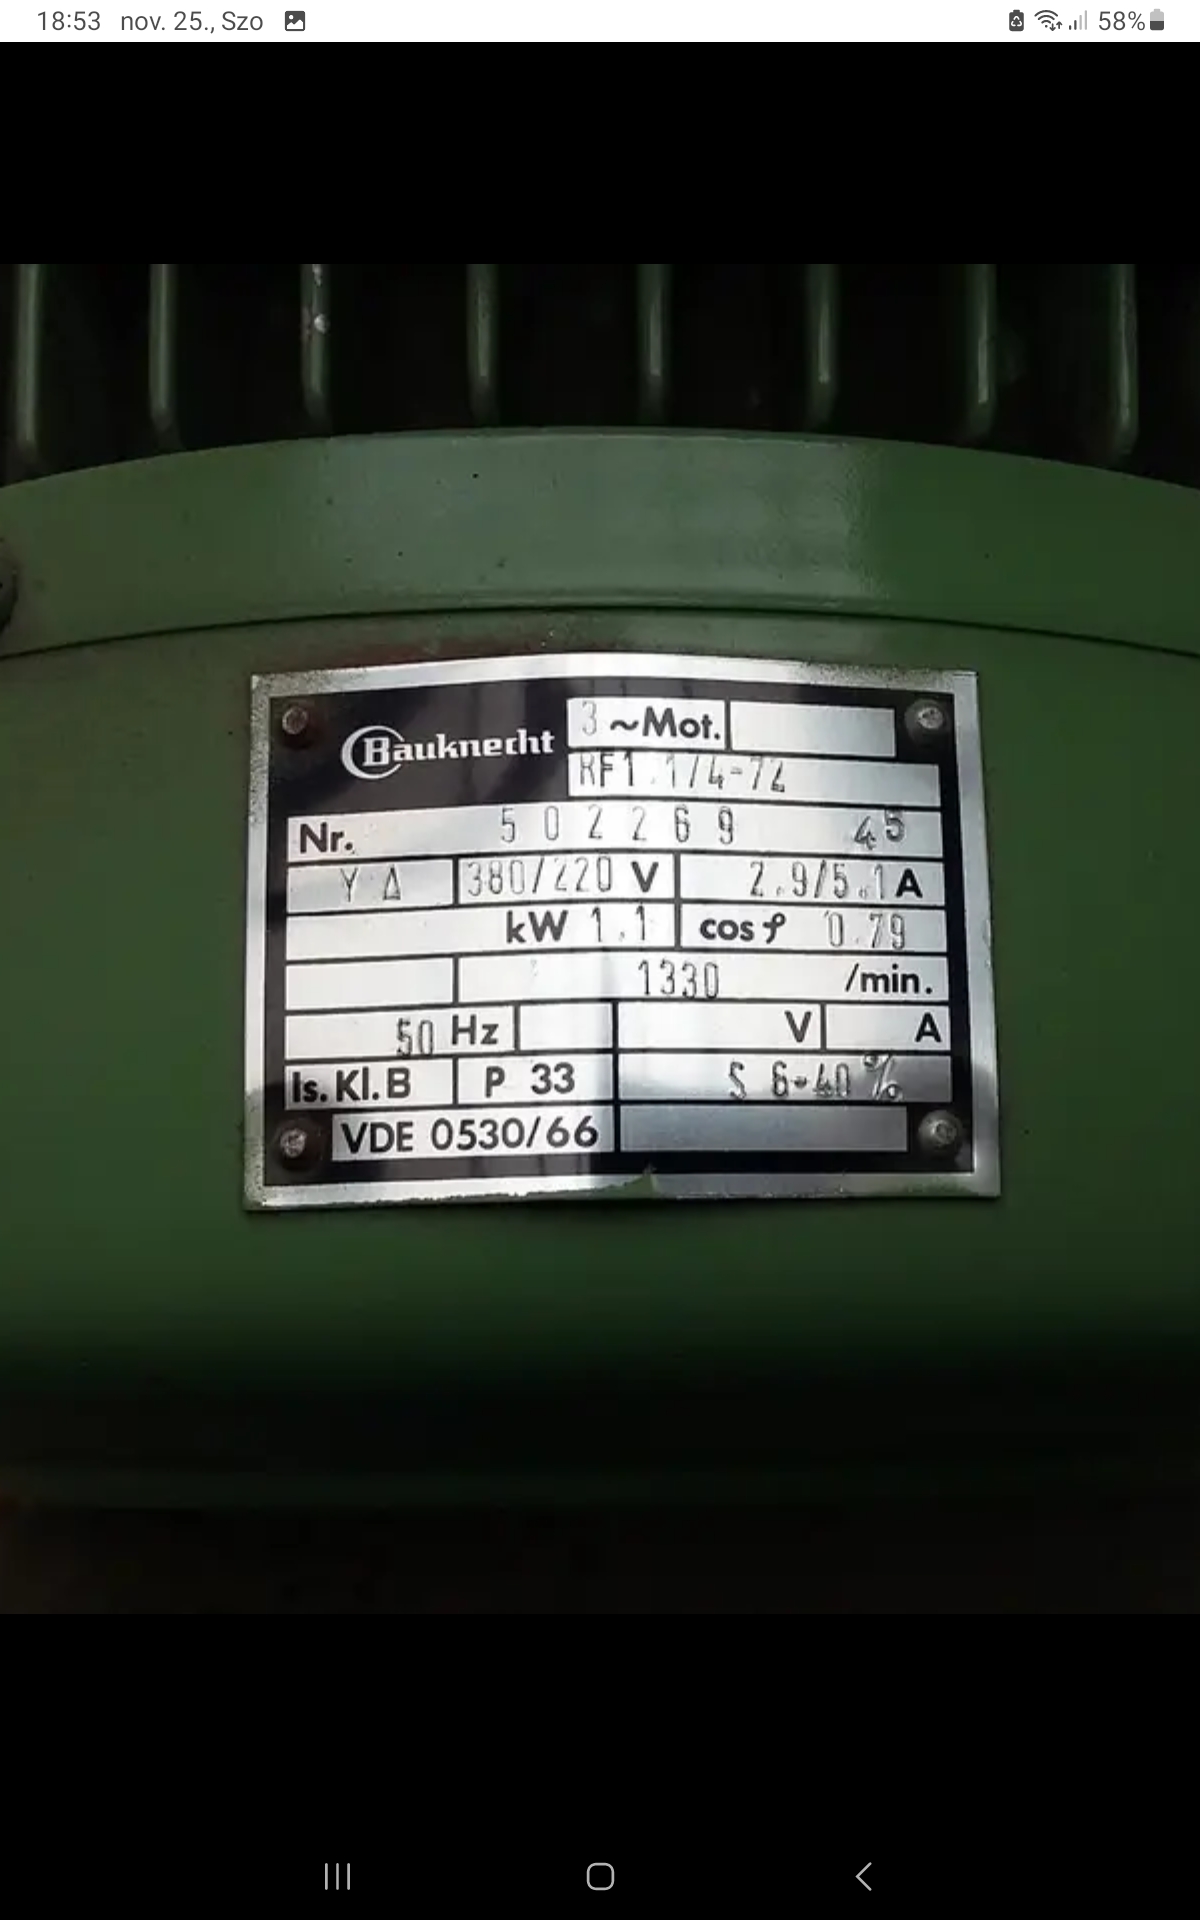 18:53 nov. 25., Szo
58%
Bauknecht
3 ~Mot.
RF1.1/4-72
Nr. 502269 45
Y Δ 380/220 V 2.9/5.1 A
kW 1.1 cos φ 0.79
1330 /min.
50 Hz V A
Is. Kl. B P 33 S 6-40%
VDE 0530/66